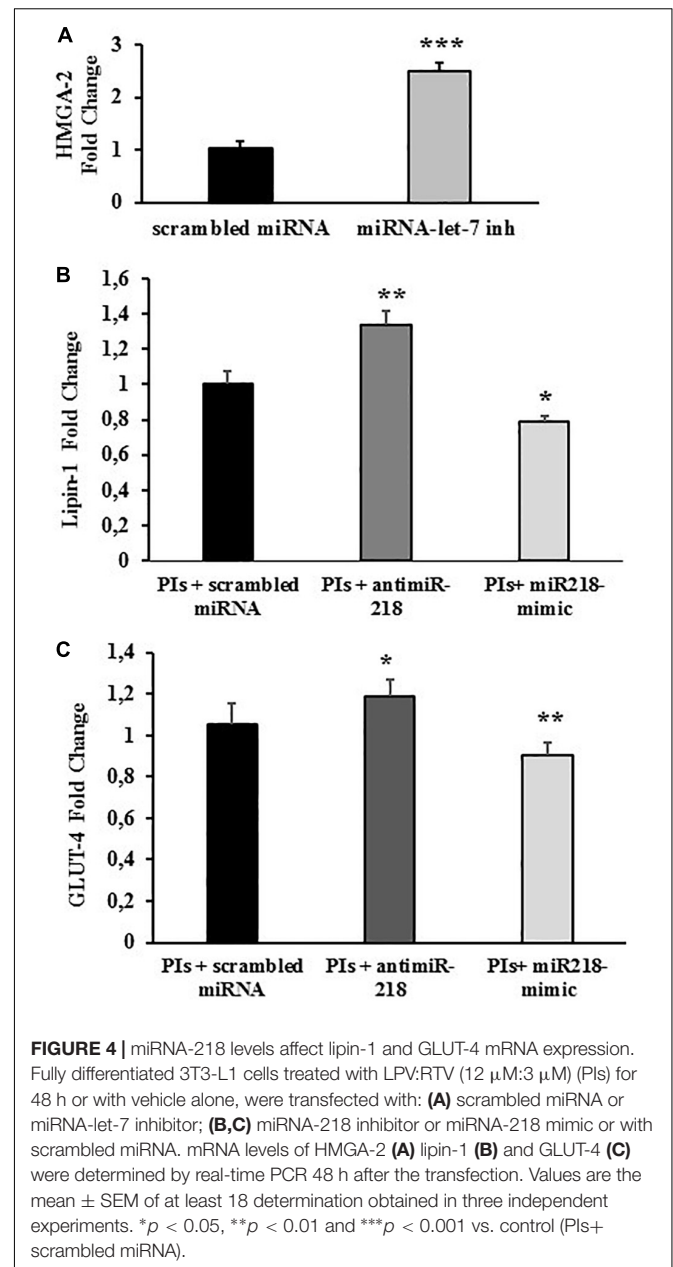 A
HMGA-2
Fold Change
3
2
1
0
***
scrambled miRNA
miRNA-let-7 inh
B
Lipin-1 Fold Change
1,6
1,4
1,2
1
0,8
0,6
0,4
0,2
0
**
*
PIs + scrambled
miRNA
PIs + antimiR-
218
PIs+ miR218-
mimic
C
GLUT-4 Fold Change
1,4
1,2
1
0,8
0,6
0,4
0,2
0
*
**
PIs + scrambled
miRNA
PIs + antimiR-
218
PIs+ miR218-
mimic
FIGURE 4 | miRNA-218 levels affect lipin-1 and GLUT-4 mRNA expression.
Fully differentiated 3T3-L1 cells treated with LPV:RTV (12 μM:3 μM) (PIs) for
48 h or with vehicle alone, were transfected with: (A) scrambled miRNA or
miRNA-let-7 inhibitor; (B,C) miRNA-218 inhibitor or miRNA-218 mimic or with
scrambled miRNA. mRNA levels of HMGA-2 (A) lipin-1 (B) and GLUT-4 (C)
were determined by real-time PCR 48 h after the transfection. Values are the
mean ± SEM of at least 18 determination obtained in three independent
experiments. *p < 0.05, **p < 0.01 and ***p < 0.001 vs. control (PIs+
scrambled miRNA).